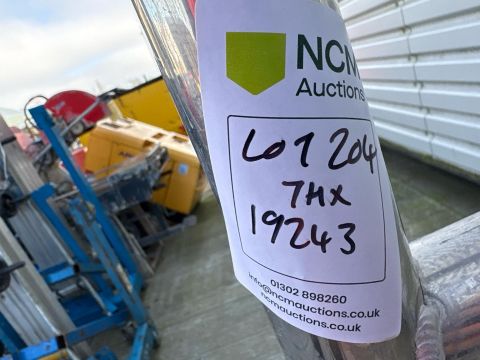 NCM
Auctions
LOT 204
THX
19243
01302 898260
info@ncmauctions.co.uk
ncmauctions.co.uk